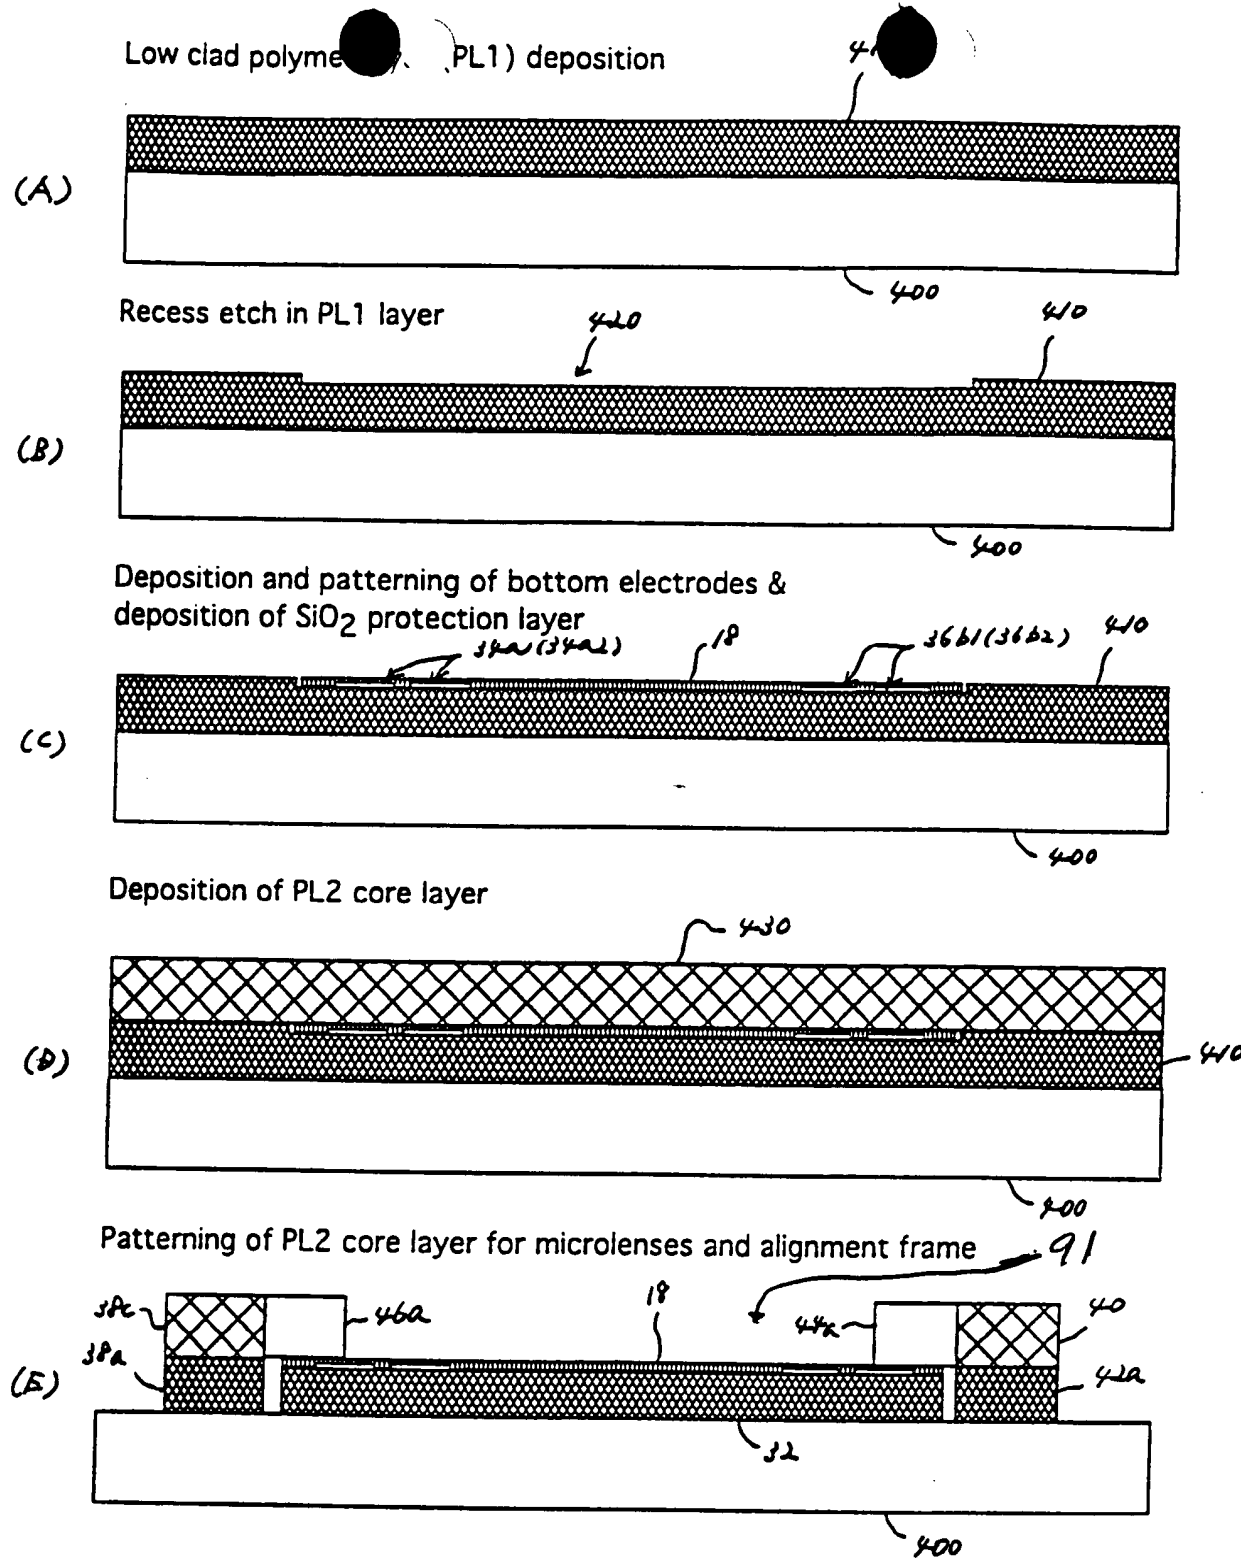 Low clad polyme PL1) deposition
(A)
400
Recess etch in PL1 layer
420
410
(B)
400
Deposition and patterning of bottom electrodes &
deposition of SiO2 protection layer
34a1(34a2)
18
36b1(36b2)
410
(C)
400
Deposition of PL2 core layer
430
(D)
410
400
Patterning of PL2 core layer for microlenses and alignment frame
91
38c
46a
18
44a
40
38a
(E)
42a
32
400